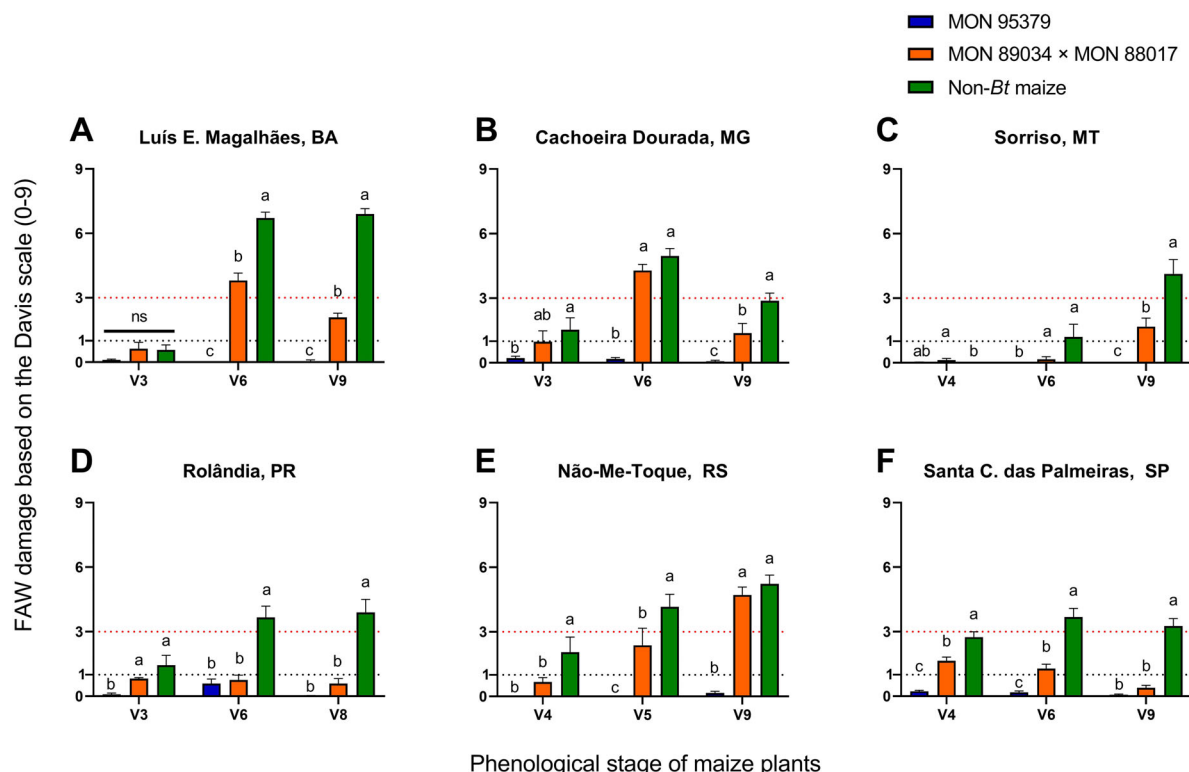 MON 95379
MON 89034 × MON 88017
Non-Bt maize
FAW damage based on the Davis scale (0-9)
A
Luís E. Magalhães, BA
9
6
3
1
0
ns
c
b
a
c
b
a
V3
V6
V9
B
Cachoeira Dourada, MG
9
6
3
1
0
b
ab
a
b
a
a
c
b
a
V3
V6
V9
C
Sorriso, MT
9
6
3
1
0
ab
a
b
b
a
a
c
b
a
V4
V6
V9
D
Rolândia, PR
9
6
3
1
0
b
a
a
b
b
a
b
b
a
V3
V6
V8
E
Não-Me-Toque, RS
9
6
3
1
0
b
b
a
c
b
a
b
a
a
V4
V5
V9
F
Santa C. das Palmeiras, SP
9
6
3
1
0
c
b
a
c
b
a
b
b
a
V4
V6
V9
Phenological stage of maize plants